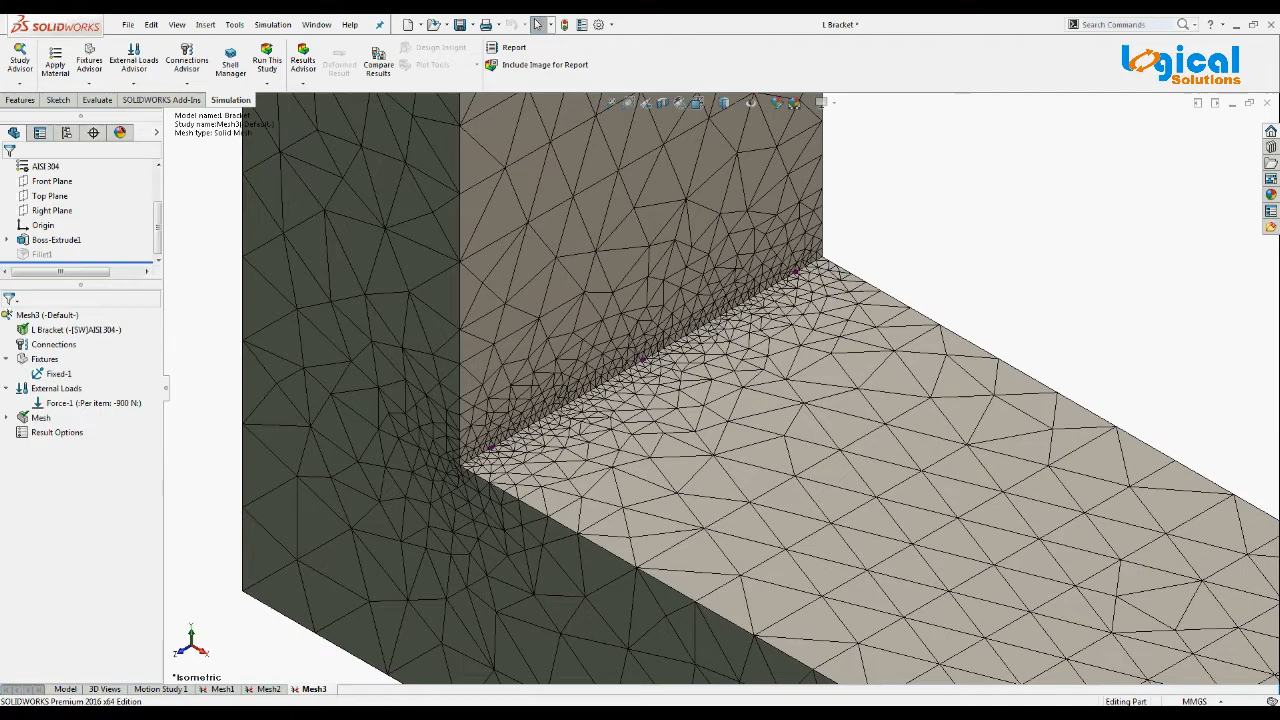 SOLIDWORKS
File Edit View Insert Tools Simulation Window Help
L Bracket *
Search Commands
Study Advisor
Apply Material
Fixtures Advisor
External Loads Advisor
Connections Advisor
Shell Manager
Run This Study
Results Advisor
Deformed Result
Compare Results
Design Insight
Plot Tools
Report
Include Image for Report
Logical
Solutions
Features Sketch Evaluate SOLIDWORKS Add-Ins Simulation
Model name:L Bracket
Study name:Mesh3(-Default-)
Mesh type: Solid Mesh
AISI 304
Front Plane
Top Plane
Right Plane
Origin
Boss-Extrude1
Fillet1
Mesh3 (-Default-)
L Bracket (-[SW]AISI 304-)
Connections
Fixtures
Fixed-1
External Loads
Force-1 (:Per item: -900 N:)
Mesh
Result Options
Y
Z
X
*Isometric
Model 3D Views Motion Study 1 Mesh1 Mesh2 Mesh3
SOLIDWORKS Premium 2016 x64 Edition
Editing Part
MMGS